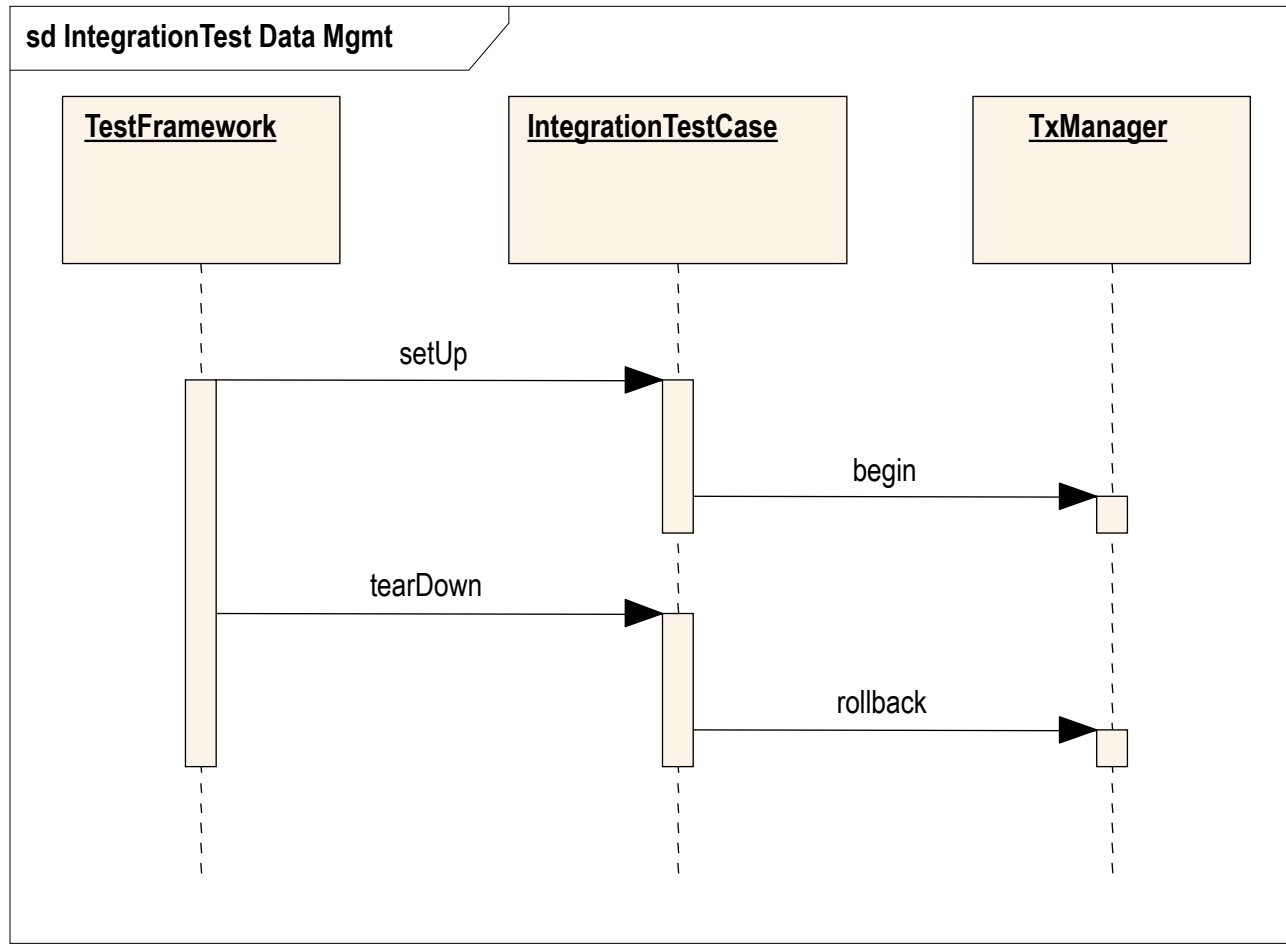 sd IntegrationTest Data Mgmt
TestFramework
IntegrationTestCase
TxManager
setUp
begin
tearDown
rollback